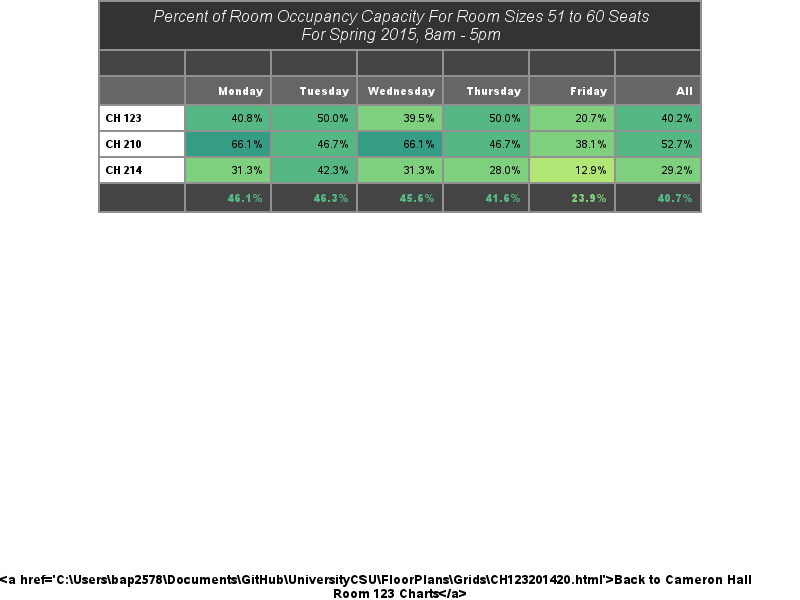 Percent of Room Occupancy Capacity For Room Sizes 51 to 60 Seats
For Spring 2015, 8am - 5pm
Monday Tuesday Wednesday Thursday Friday All
CH 123 40.8% 50.0% 39.5% 50.0% 20.7% 40.2%
CH 210 66.1% 46.7% 66.1% 46.7% 38.1% 52.7%
CH 214 31.3% 42.3% 31.3% 28.0% 12.9% 29.2%
46.1% 46.3% 45.6% 41.6% 23.9% 40.7%
<a href='C:\Users\bap2578\Documents\GitHub\UniversityCSU\FloorPlans\Grids\CH123201420.html'>Back to Cameron Hall
Room 123 Charts</a>